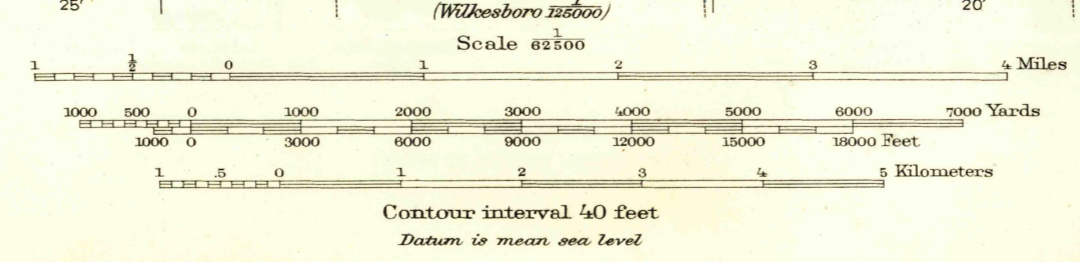 25′ (Wilkesboro 1/125000) 20′
Scale 1/62500
1 1/2 0 1 2 3 4 Miles
1000 500 0 1000 2000 3000 4000 5000 6000 7000 Yards
1000 0 3000 6000 9000 12000 15000 18000 Feet
1 .5 0 1 2 3 4 5 Kilometers
Contour interval 40 feet
Datum is mean sea level